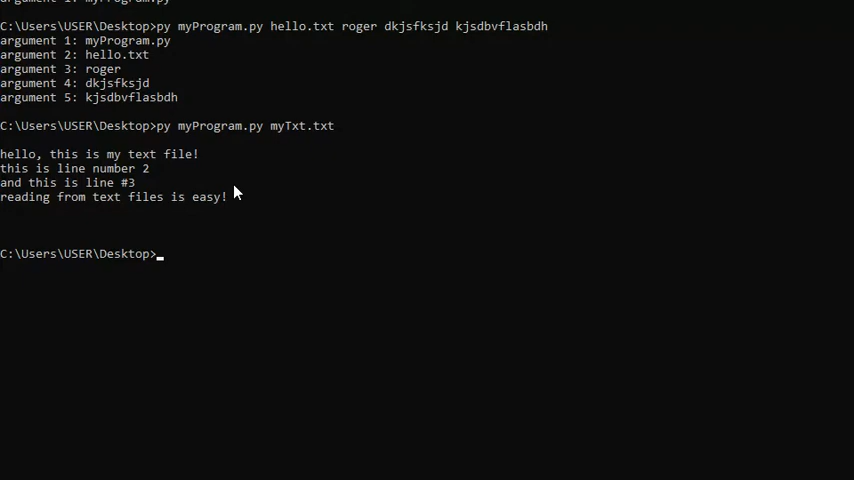 argument 1: myProgram.py
C:\Users\USER\Desktop>py myProgram.py hello.txt roger dkjsfksjd kjsdbvflasbdh
argument 1: myProgram.py
argument 2: hello.txt
argument 3: roger
argument 4: dkjsfksjd
argument 5: kjsdbvflasbdh
C:\Users\USER\Desktop>py myProgram.py myTxt.txt
hello, this is my text file!
this is line number 2
and this is line #3
reading from text files is easy!
C:\Users\USER\Desktop>